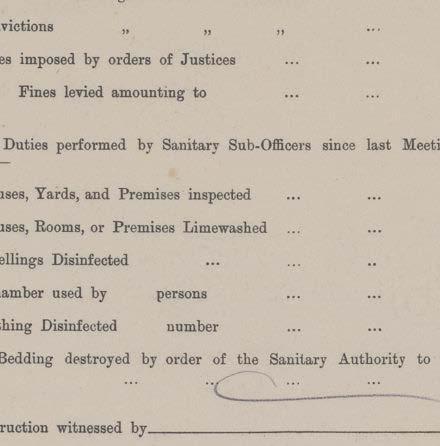 victions „ „ „ ...
es imposed by orders of Justices ... ...
Fines levied amounting to ... ...
Duties performed by Sanitary Sub-Officers since last Meeti
uses, Yards, and Premises inspected ... ...
uses, Rooms, or Premises Limewashed ... ...
ellings Disinfected ... ... ..
amber used by persons ... ...
hing Disinfected number ... ...
Bedding destroyed by order of the Sanitary Authority to
... ... ... ...
ruction witnessed by